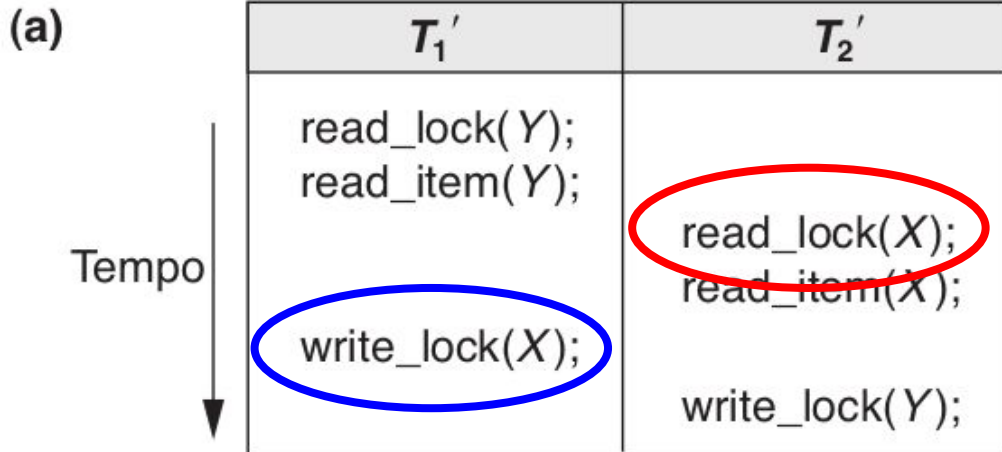 (a)
T₁′ T₂′
read_lock(Y);
read_item(Y);
read_lock(X);
Tempo
read_item(X);
write_lock(X);
write_lock(Y);